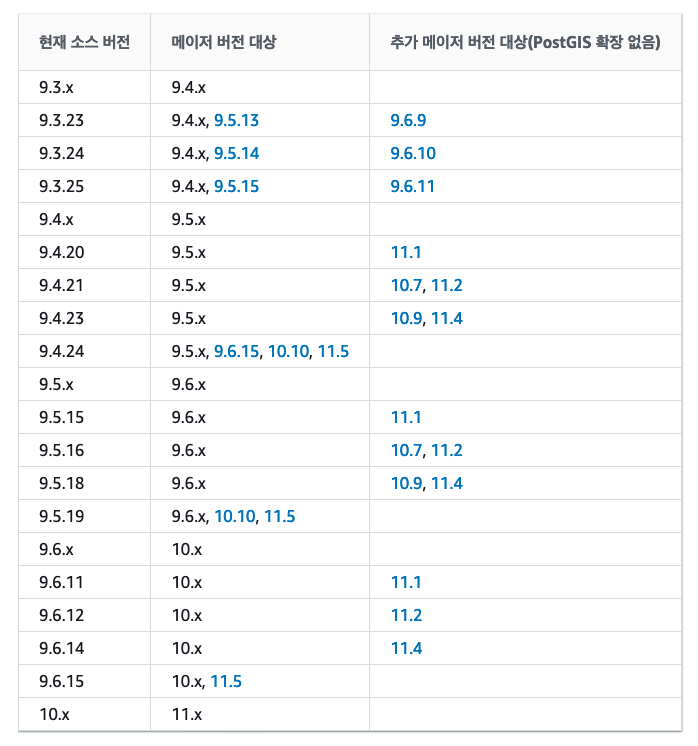 현재 소스 버전 메이저 버전 대상 추가 메이저 버전 대상(PostGIS 확장 없음)
9.3.x 9.4.x
9.3.23 9.4.x, 9.5.13 9.6.9
9.3.24 9.4.x, 9.5.14 9.6.10
9.3.25 9.4.x, 9.5.15 9.6.11
9.4.x 9.5.x
9.4.20 9.5.x 11.1
9.4.21 9.5.x 10.7, 11.2
9.4.23 9.5.x 10.9, 11.4
9.4.24 9.5.x, 9.6.15, 10.10, 11.5
9.5.x 9.6.x
9.5.15 9.6.x 11.1
9.5.16 9.6.x 10.7, 11.2
9.5.18 9.6.x 10.9, 11.4
9.5.19 9.6.x, 10.10, 11.5
9.6.x 10.x
9.6.11 10.x 11.1
9.6.12 10.x 11.2
9.6.14 10.x 11.4
9.6.15 10.x, 11.5
10.x 11.x